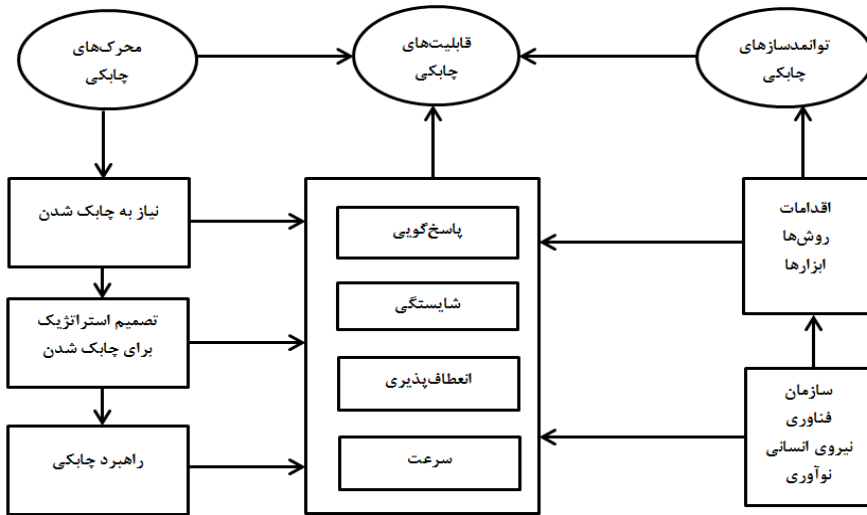 محرک‌های
چابکی
قابلیت‌های
چابکی
توانمدسازهای
چابکی
نیاز به چابک شدن
تصمیم استراتژیک
برای چابک شدن
راهبرد چابکی
پاسخ‌گویی
شایستگی
انعطاف‌پذیری
سرعت
اقدامات
روش‌ها
ابزارها
سازمان
فناوری
نیروی انسانی
نوآوری